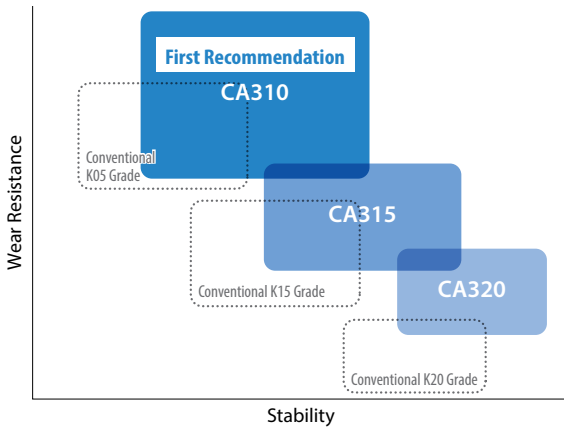 First Recommendation
CA310
Conventional
K05 Grade
CA315
Conventional K15 Grade
CA320
Conventional K20 Grade
Wear Resistance
Stability